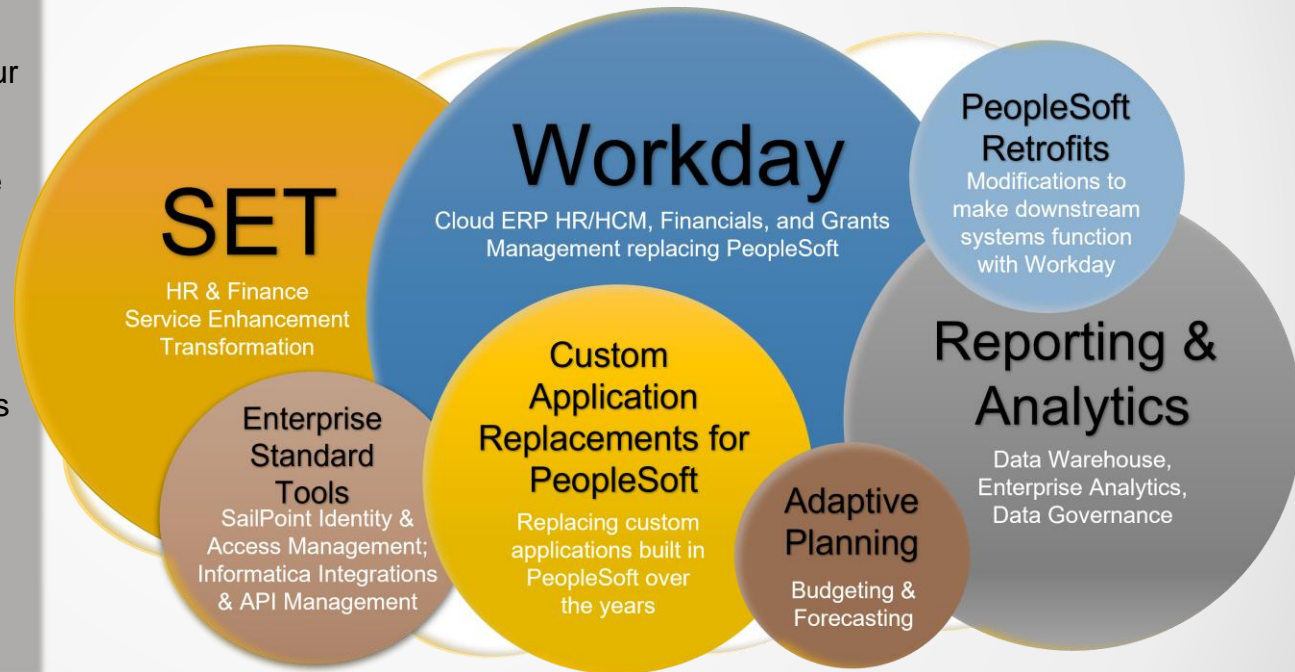 SET
HR & Finance
Service Enhancement
Transformation
Workday
Cloud ERP HR/HCM, Financials, and Grants
Management replacing PeopleSoft
PeopleSoft
Retrofits
Modifications to
make downstream
systems function
with Workday
Reporting &
Analytics
Data Warehouse,
Enterprise Analytics,
Data Governance
Enterprise
Standard
Tools
SailPoint Identity &
Access Management;
Informatica Integrations
& API Management
Custom
Application
Replacements for
PeopleSoft
Replacing custom
applications built in
PeopleSoft over
the years
Adaptive
Planning
Budgeting &
Forecasting